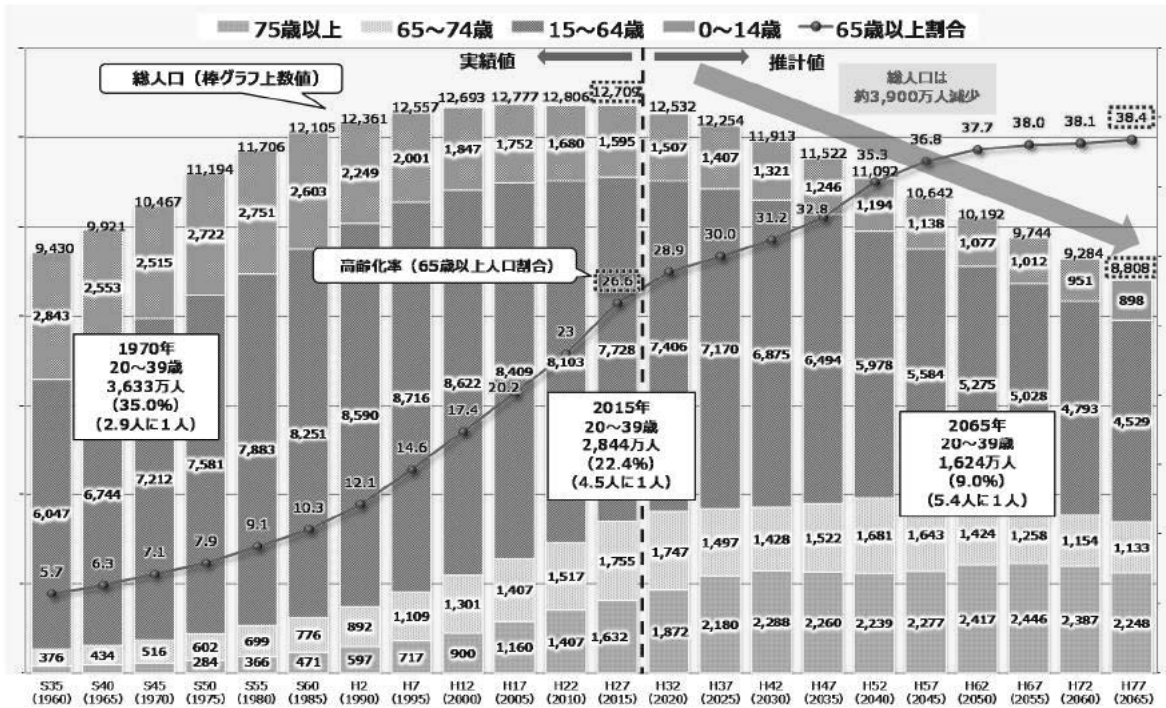 75歳以上 65～74歳 15～64歳 0～14歳 65歳以上割合
実績値 推計値
総人口（棒グラフ上数値）
総人口は
約3,900万人減少
9,430 9,921 10,467 11,194 11,706 12,105 12,361 12,557 12,693 12,777 12,806 12,709 12,532 12,254 11,913 11,522 11,092 10,642 10,192 9,744 9,284 8,808
2,843 2,553 2,515 2,722 2,751 2,603 2,249 2,001 1,847 1,752 1,680 1,595 1,507 1,407 1,321 1,246 1,194 1,138 1,077 1,012 951 898
高齢化率（65歳以上人口割合）
5.7 6.3 7.1 7.9 9.1 10.3 12.1 14.6 17.4 20.2 23 26.6 28.9 30.0 31.2 32.8 35.3 36.8 37.7 38.0 38.1 38.4
6,047 6,744 7,212 7,581 7,883 8,251 8,590 8,716 8,622 8,409 8,103 7,728 7,406 7,170 6,875 6,494 5,978 5,584 5,275 5,028 4,793 4,529
1970年
20～39歳
3,633万人
(35.0%)
(2.9人に１人)
2015年
20～39歳
2,844万人
(22.4%)
(4.5人に１人)
2065年
20～39歳
1,624万人
(9.0%)
(5.4人に１人)
376 434 516 602 699 776 892 1,109 1,301 1,407 1,517 1,755 1,747 1,497 1,428 1,522 1,681 1,643 1,424 1,258 1,154 1,133
284 366 471 597 717 900 1,160 1,407 1,632 1,872 2,180 2,288 2,260 2,239 2,277 2,417 2,446 2,387 2,248
S35 S40 S45 S50 S55 S60 H2 H7 H12 H17 H22 H27 H32 H37 H42 H47 H52 H57 H62 H67 H72 H77
(1960) (1965) (1970) (1975) (1980) (1985) (1990) (1995) (2000) (2005) (2010) (2015) (2020) (2025) (2030) (2035) (2040) (2045) (2050) (2055) (2060) (2065)